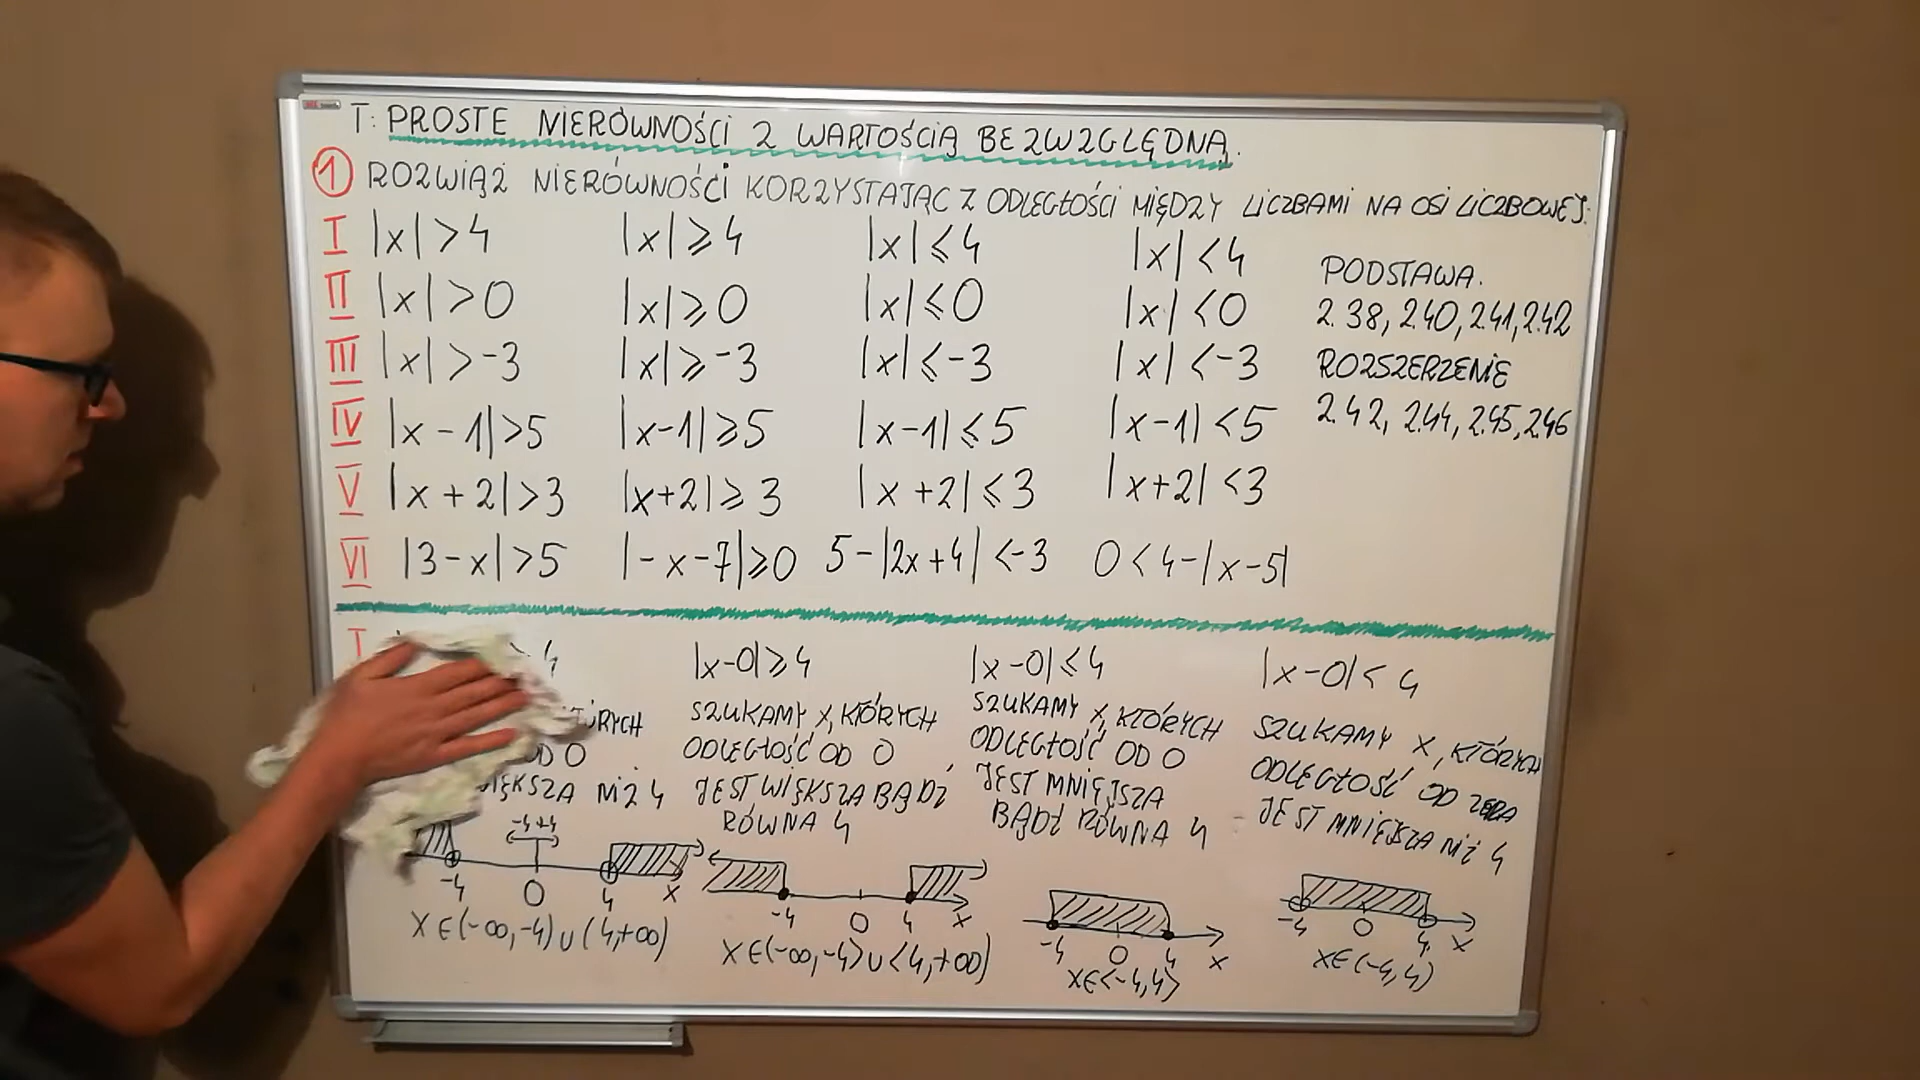 T: PROSTE NIERÓWNOŚCI Z WARTOŚCIĄ BEZWZGLĘDNĄ.
1 ROZWIĄŻ NIERÓWNOŚCI KORZYSTAJĄC Z ODLEGŁOŚCI MIĘDZY LICZBAMI NA OSI LICZBOWEJ:
I |x|>4 |x|⩾4 |x|⩽4 |x|<4
II |x|>0 |x|⩾0 |x|⩽0 |x|<0
III |x|>-3 |x|⩾-3 |x|⩽-3 |x|<-3
IV |x-1|>5 |x-1|⩾5 |x-1|⩽5 |x-1|<5
V |x+2|>3 |x+2|⩾3 |x+2|⩽3 |x+2|<3
VI |3-x|>5 |-x-7|⩾0 5-|2x+4|<-3 0<4-|x-5|
PODSTAWA.
2.38, 2.40, 2.41, 2.42
ROZSZERZENIE
2.42, 2.44, 2.45, 2.46
I
4
OD 0
NIŻ 4
-4 +4
-4 0 4 x
X∈(-∞,-4)∪(4,+∞)
|x-0|⩾4
SZUKAMY X, KTÓRYCH
ODLEGŁOŚĆ OD 0
JEST WIĘKSZA BĄDŹ
RÓWNA 4
-4 0 4 x
X∈(-∞,-4>∪<4,+∞)
|x-0|⩽4
SZUKAMY X, KTÓRYCH
ODLEGŁOŚĆ OD 0
JEST MNIEJSZA
BĄDŹ RÓWNA 4
-4 0 4 x
X∈<-4,4>
|x-0|< 4
SZUKAMY X, KTÓRYCH
ODLEGŁOŚĆ OD ZERA
JEST MNIEJSZA NIŻ 4
-4 0 4 x
X∈(-4,4)